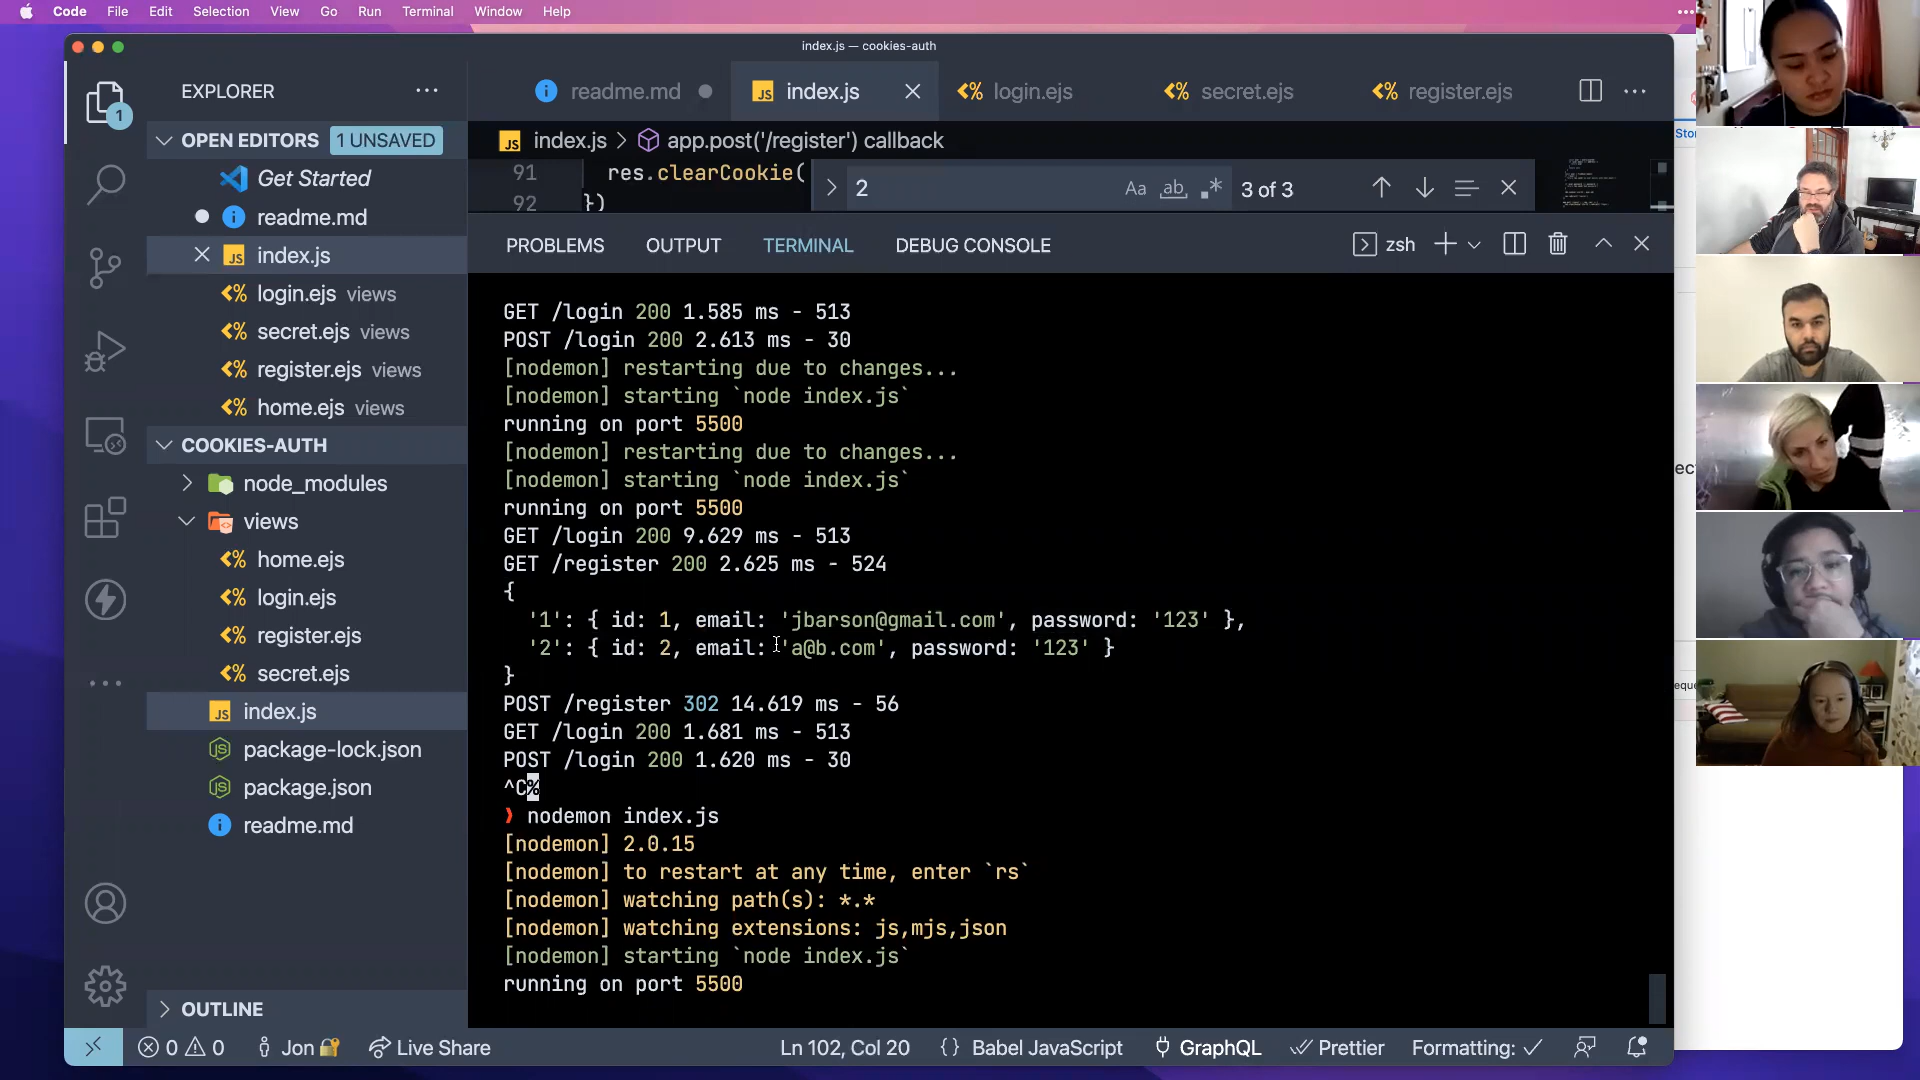 Code File Edit Selection View Go Run Terminal Window Help
index.js — cookies-auth
EXPLORER
readme.md
index.js
login.ejs
secret.ejs
register.ejs
1
OPEN EDITORS 1 UNSAVED
Get Started
readme.md
index.js
login.ejs views
secret.ejs views
register.ejs views
home.ejs views
COOKIES-AUTH
node_modules
views
home.ejs
login.ejs
register.ejs
secret.ejs
index.js
package-lock.json
package.json
readme.md
OUTLINE
index.js > app.post('/register') callback
91 res.clearCookie(
92 })
2 Aa ab 3 of 3
PROBLEMS OUTPUT TERMINAL DEBUG CONSOLE zsh
GET /login 200 1.585 ms - 513
POST /login 200 2.613 ms - 30
[nodemon] restarting due to changes...
[nodemon] starting `node index.js`
running on port 5500
[nodemon] restarting due to changes...
[nodemon] starting `node index.js`
running on port 5500
GET /login 200 9.629 ms - 513
GET /register 200 2.625 ms - 524
{
'1': { id: 1, email: 'jbarson@gmail.com', password: '123' },
'2': { id: 2, email: 'a@b.com', password: '123' }
}
POST /register 302 14.619 ms - 56
GET /login 200 1.681 ms - 513
POST /login 200 1.620 ms - 30
^C%
❯ nodemon index.js
[nodemon] 2.0.15
[nodemon] to restart at any time, enter `rs`
[nodemon] watching path(s): *.*
[nodemon] watching extensions: js,mjs,json
[nodemon] starting `node index.js`
running on port 5500
0 0 Jon Live Share Ln 102, Col 20 {} Babel JavaScript GraphQL Prettier Formatting: ✓